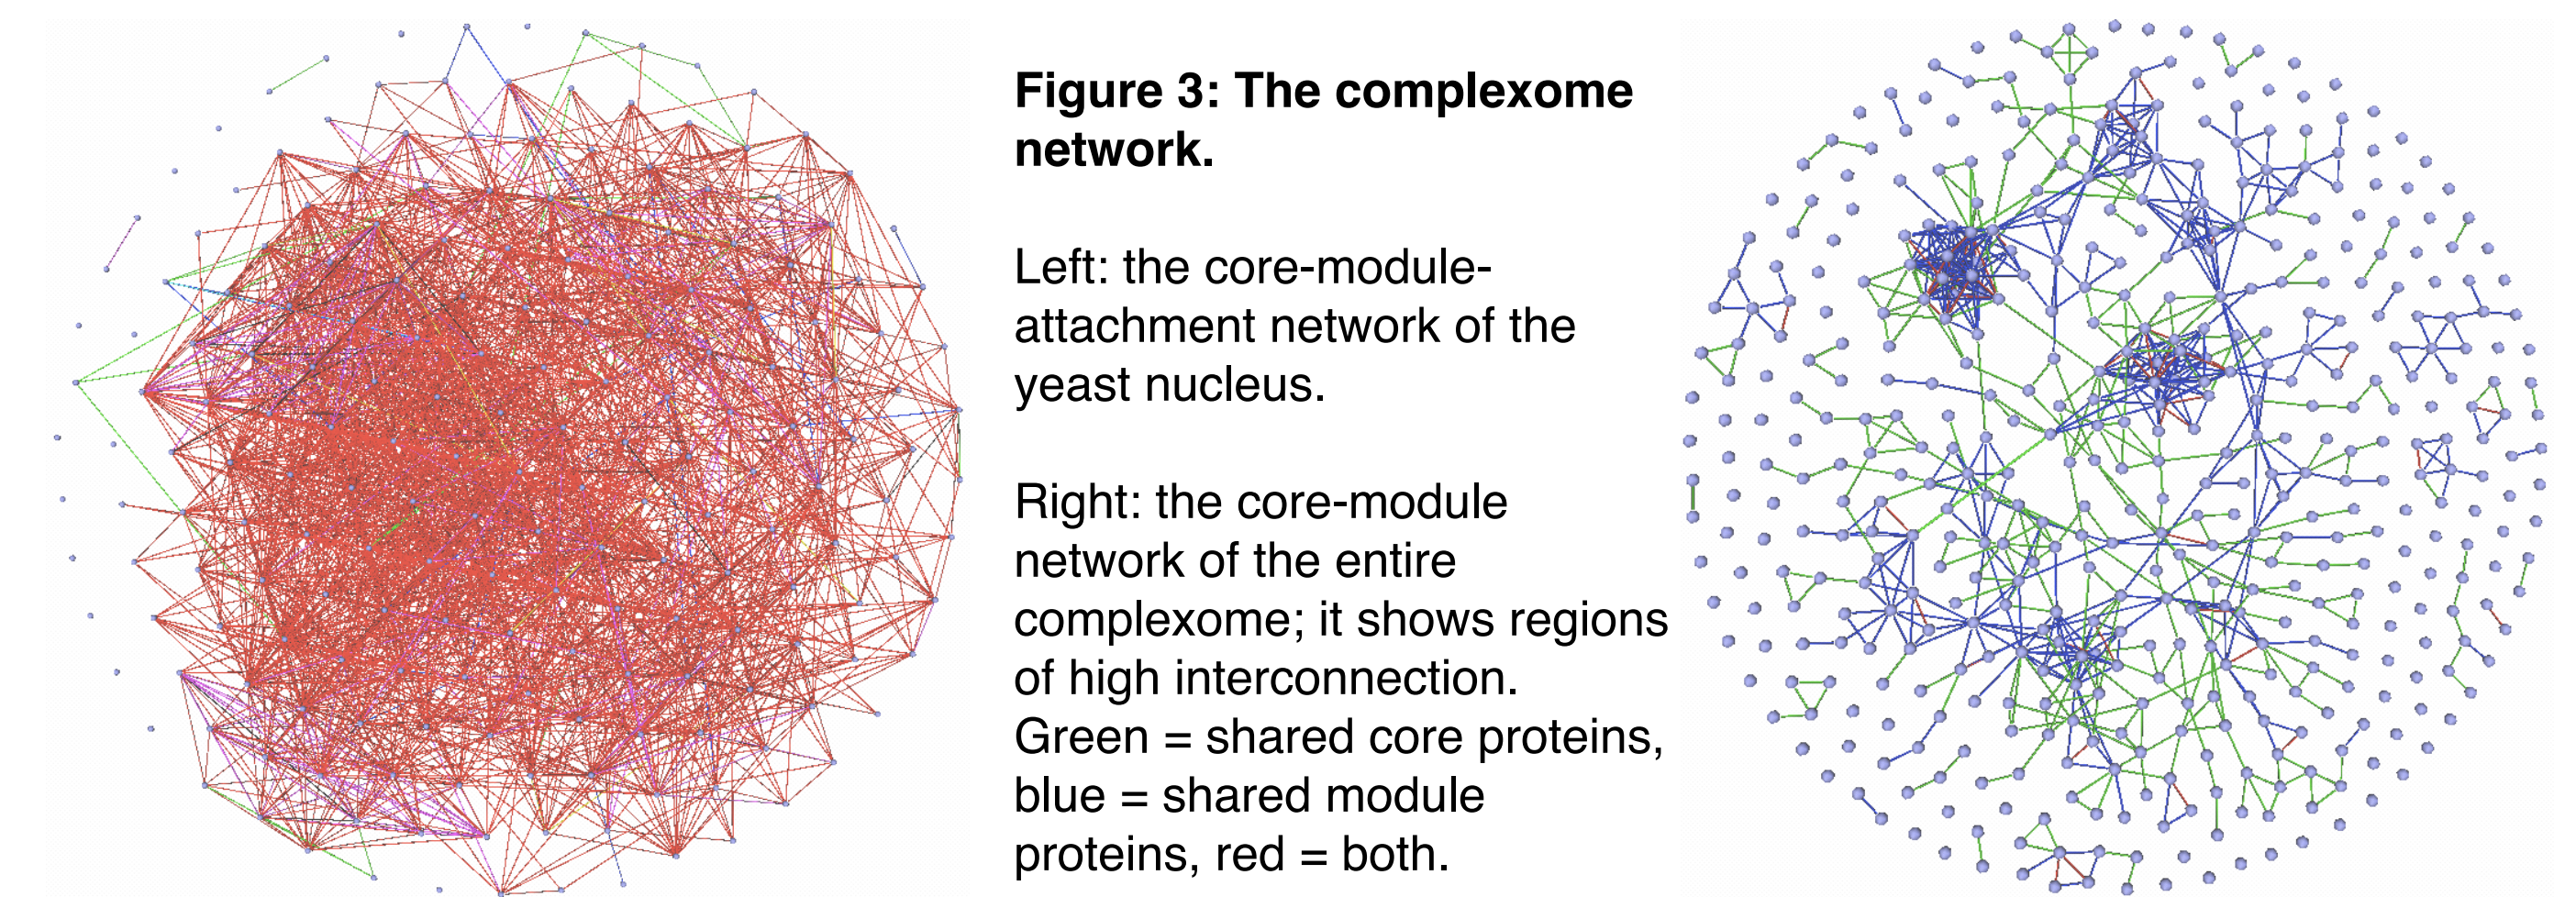 Figure 3: The complexome
network.
Left: the core-module-
attachment network of the
yeast nucleus.
Right: the core-module
network of the entire
complexome; it shows regions
of high interconnection.
Green = shared core proteins,
blue = shared module
proteins, red = both.